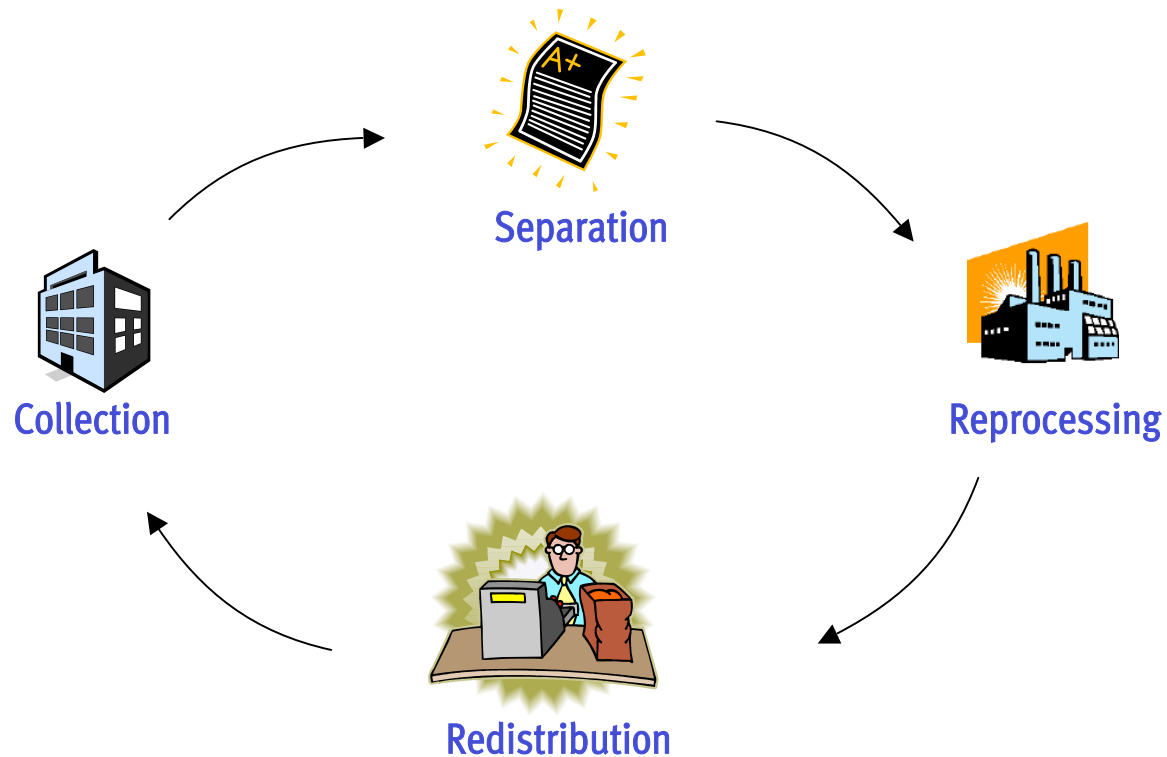 A+
Separation
Collection
Reprocessing
Redistribution